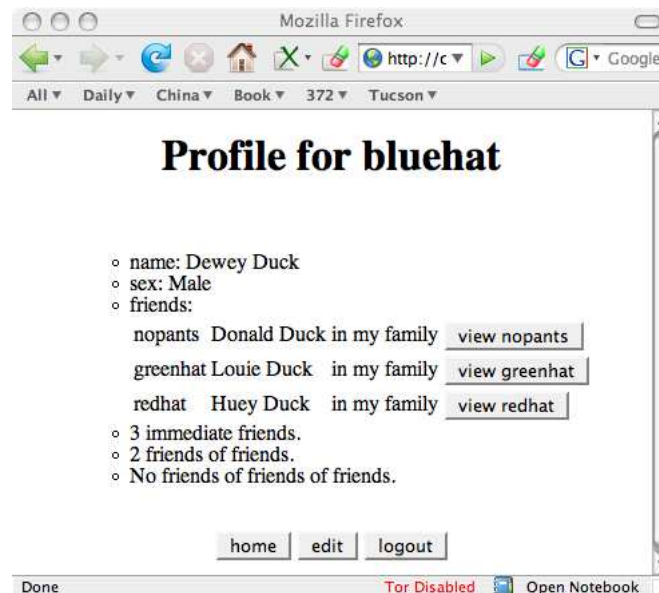 Mozilla Firefox
http://c G Google
All Daily China Book 372 Tucson
Profile for bluehat
name: Dewey Duck
sex: Male
friends:
nopants Donald Duck in my family view nopants
greenhat Louie Duck in my family view greenhat
redhat Huey Duck in my family view redhat
3 immediate friends.
2 friends of friends.
No friends of friends of friends.
home edit logout
Done Tor Disabled Open Notebook